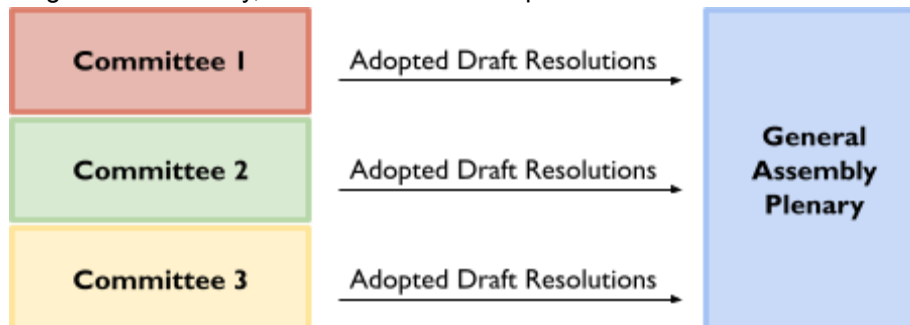 Committee 1
Adopted Draft Resolutions
Committee 2
Adopted Draft Resolutions
General
Assembly
Plenary
Committee 3
Adopted Draft Resolutions